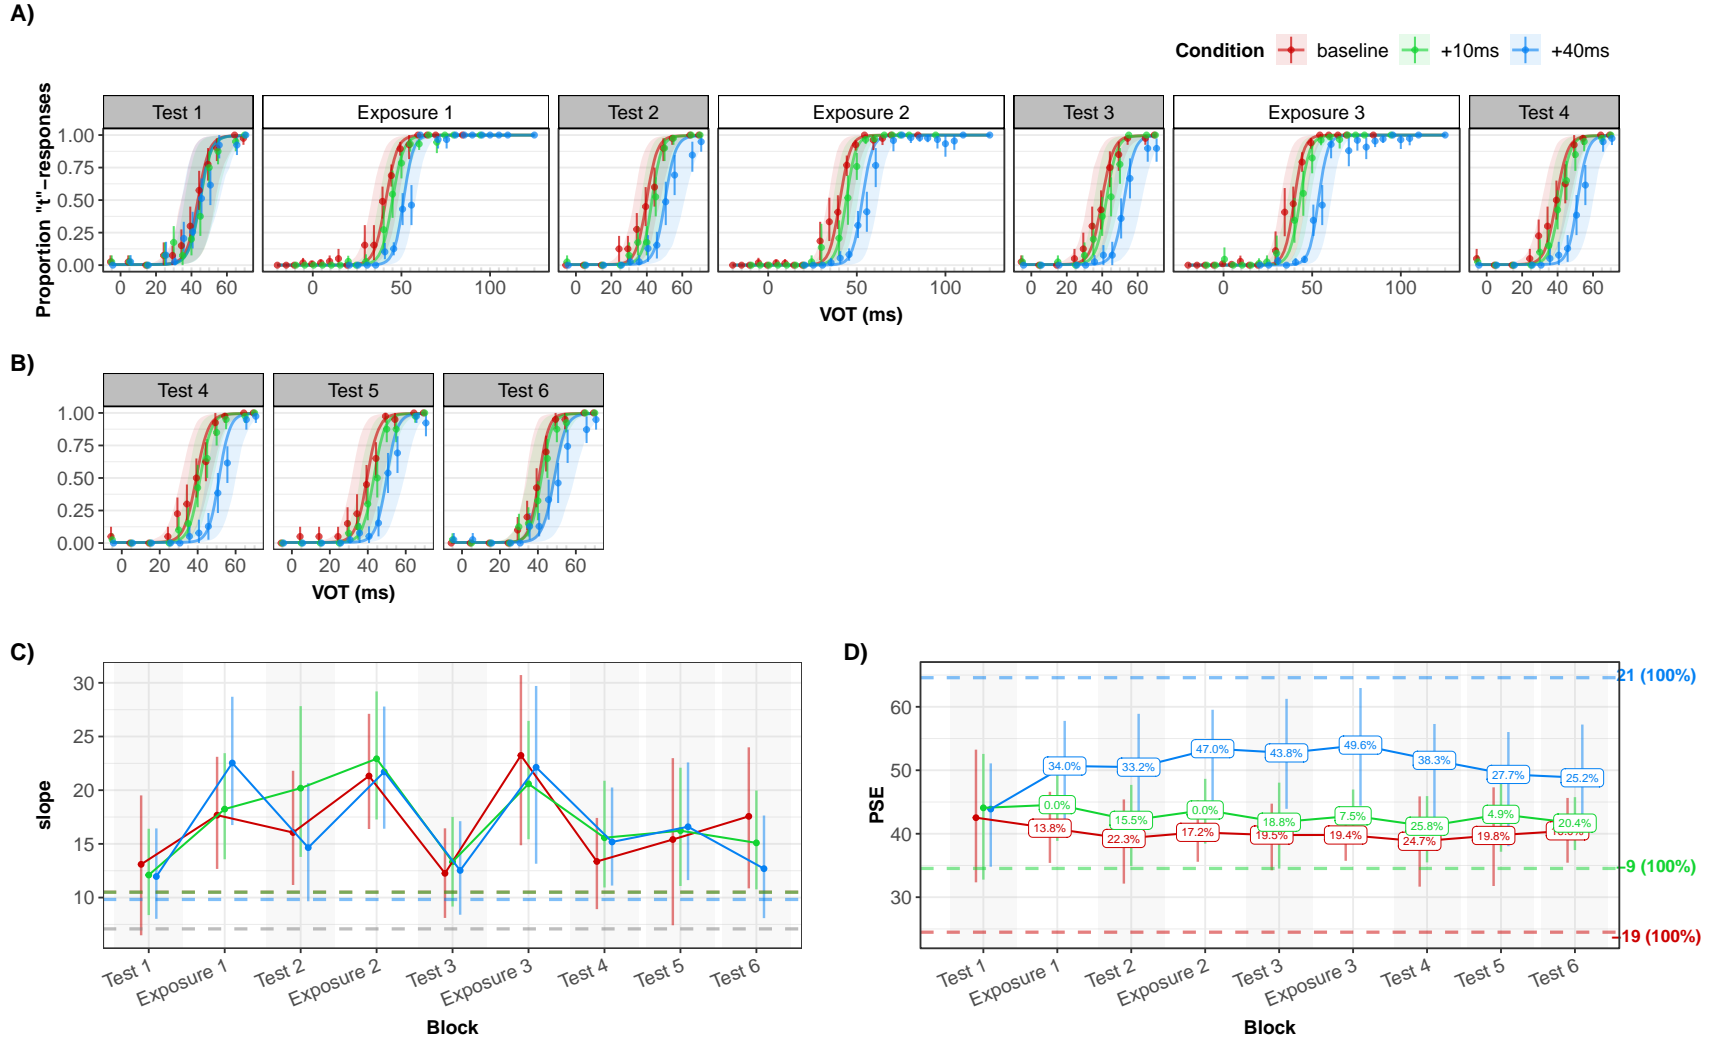 A)
Condition baseline +10ms +40ms
Test 1 Exposure 1 Test 2 Exposure 2 Test 3 Exposure 3 Test 4
Proportion "t"−responses
1.00
0.75
0.50
0.25
0.00
0 20 40 60 0 50 100 0 20 40 60 0 50 100 0 20 40 60 0 50 100 0 20 40 60
VOT (ms)
B)
Test 4 Test 5 Test 6
1.00
0.75
0.50
0.25
0.00
0 20 40 60 0 20 40 60 0 20 40 60
VOT (ms)
C)
slope
30
25
20
15
10
Test 1 Exposure 1 Test 2 Exposure 2 Test 3 Exposure 3 Test 4 Test 5 Test 6
Block
D)
PSE
60
50
40
30
21 (100%)
−9 (100%)
−19 (100%)
34.0% 33.2% 47.0% 43.8% 49.6% 38.3% 27.7% 25.2%
0.0% 15.5% 0.0% 18.8% 7.5% 25.8% 4.9% 20.4%
13.8% 22.3% 17.2% 19.5% 19.4% 24.7% 19.8%
Test 1 Exposure 1 Test 2 Exposure 2 Test 3 Exposure 3 Test 4 Test 5 Test 6
Block